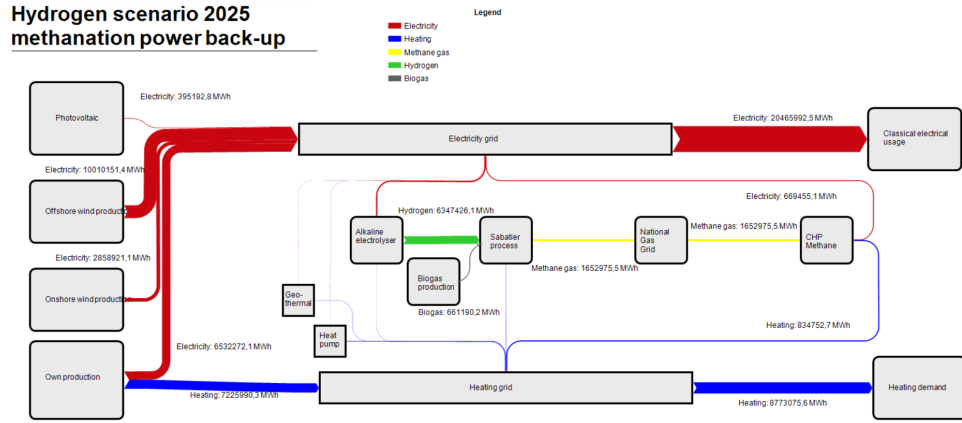 Hydrogen scenario 2025
methanation power back-up
Legend
Electricity
Heating
Methane gas
Hydrogen
Biogas
Electricity: 395192,8 MWh
Photovoltaic
Electricity: 20465992,5 MWh
Electricity grid
Classical electrical
usage
Electricity: 10010151,4 MWh
Offshore wind productio
Electricity: 669455,1 MWh
Hydrogen: 6347426,1 MWh
Alkaline
electrolyser
Sabatier
process
National
Gas
Grid
Methane gas: 1652975,5 MWh
CHP
Methane
Electricity: 2858921,1 MWh
Methane gas: 1652975,5 MWh
Onshore wind production
Biogas
production
Geo-
thermal
Biogas: 661190,2 MWh
Heat
pump
Heating: 834752,7 MWh
Electricity: 6532272,1 MWh
Own production
Heating: 7225990,3 MWh
Heating grid
Heating: 8773075,6 MWh
Heating demand